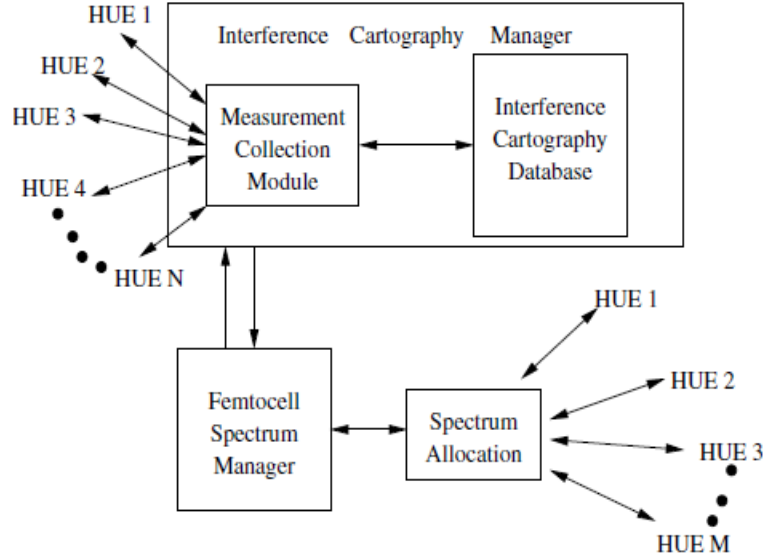 HUE 1
HUE 2
HUE 3
HUE 4
HUE N
Interference Cartography Manager
Measurement
Collection
Module
Interference
Cartography
Database
Femtocell
Spectrum
Manager
Spectrum
Allocation
HUE 1
HUE 2
HUE 3
HUE M